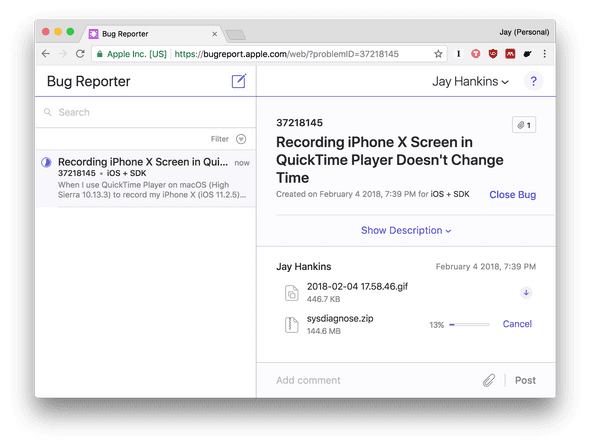 Bug Reporter
Jay (Personal)
Apple Inc. [US]
https://bugreport.apple.com/web/?problemID=37218145
Bug Reporter
Jay Hankins
?
Search
Filter
Recording iPhone X Screen in Qui... now
37218145 • iOS + SDK
When I use QuickTime Player on macOS (High
Sierra 10.13.3) to record my iPhone X (iOS 11.2.5)...
37218145
1
Recording iPhone X Screen in
QuickTime Player Doesn't Change
Time
Created on February 4 2018, 7:39 PM for iOS + SDK
Close Bug
Show Description
Jay Hankins
February 4 2018, 7:39 PM
2018-02-04 17.58.46.gif
446.7 KB
sysdiagnose.zip
144.6 MB
13%
Cancel
Add comment
Post